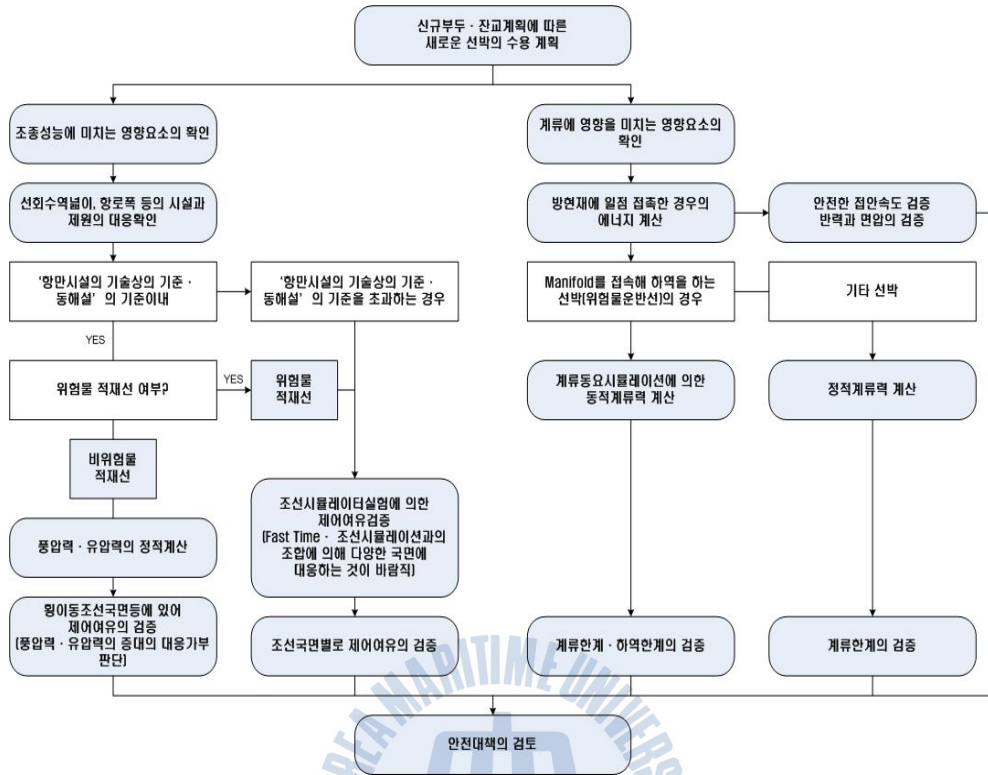 신규부두 · 잔교계획에 따른
새로운 선박의 수용 계획
조종성능에 미치는 영향요소의 확인
계류에 영향을 미치는 영향요소의
확인
선회수역넓이, 항로폭 등의 시설과
제원의 대응확인
방현재에 일점 접촉한 경우의
에너지 계산
안전한 접안속도 검증
반력과 면압의 검증
‘항만시설의 기술상의 기준 ·
동해설’ 의 기준이내
‘항만시설의 기술상의 기준 ·
동해설’ 의 기준을 초과하는 경우
Manifold를 접속해 하역을 하는
선박(위험물운반선)의 경우
기타 선박
YES
위험물 적재선 여부?
YES
위험물
적재선
계류동요시뮬레이션에 의한
동적계류력 계산
정적계류력 계산
비위험물
적재선
조선시뮬레이터실험에 의한
제어여유검증
(Fast Time · 조선시뮬레이션과의
조합에 의해 다양한 국면에
대응하는 것이 바람직)
풍압력 · 유압력의 정적계산
횡이동조선국면등에 있어
제어여유의 검증
(풍압력 · 유압력의 증대의 대응가부
판단)
조선국면별로 제어여유의 검증
계류한계 · 하역한계의 검증
계류한계의 검증
안전대책의 검토
REA MARITIME UNIVERS